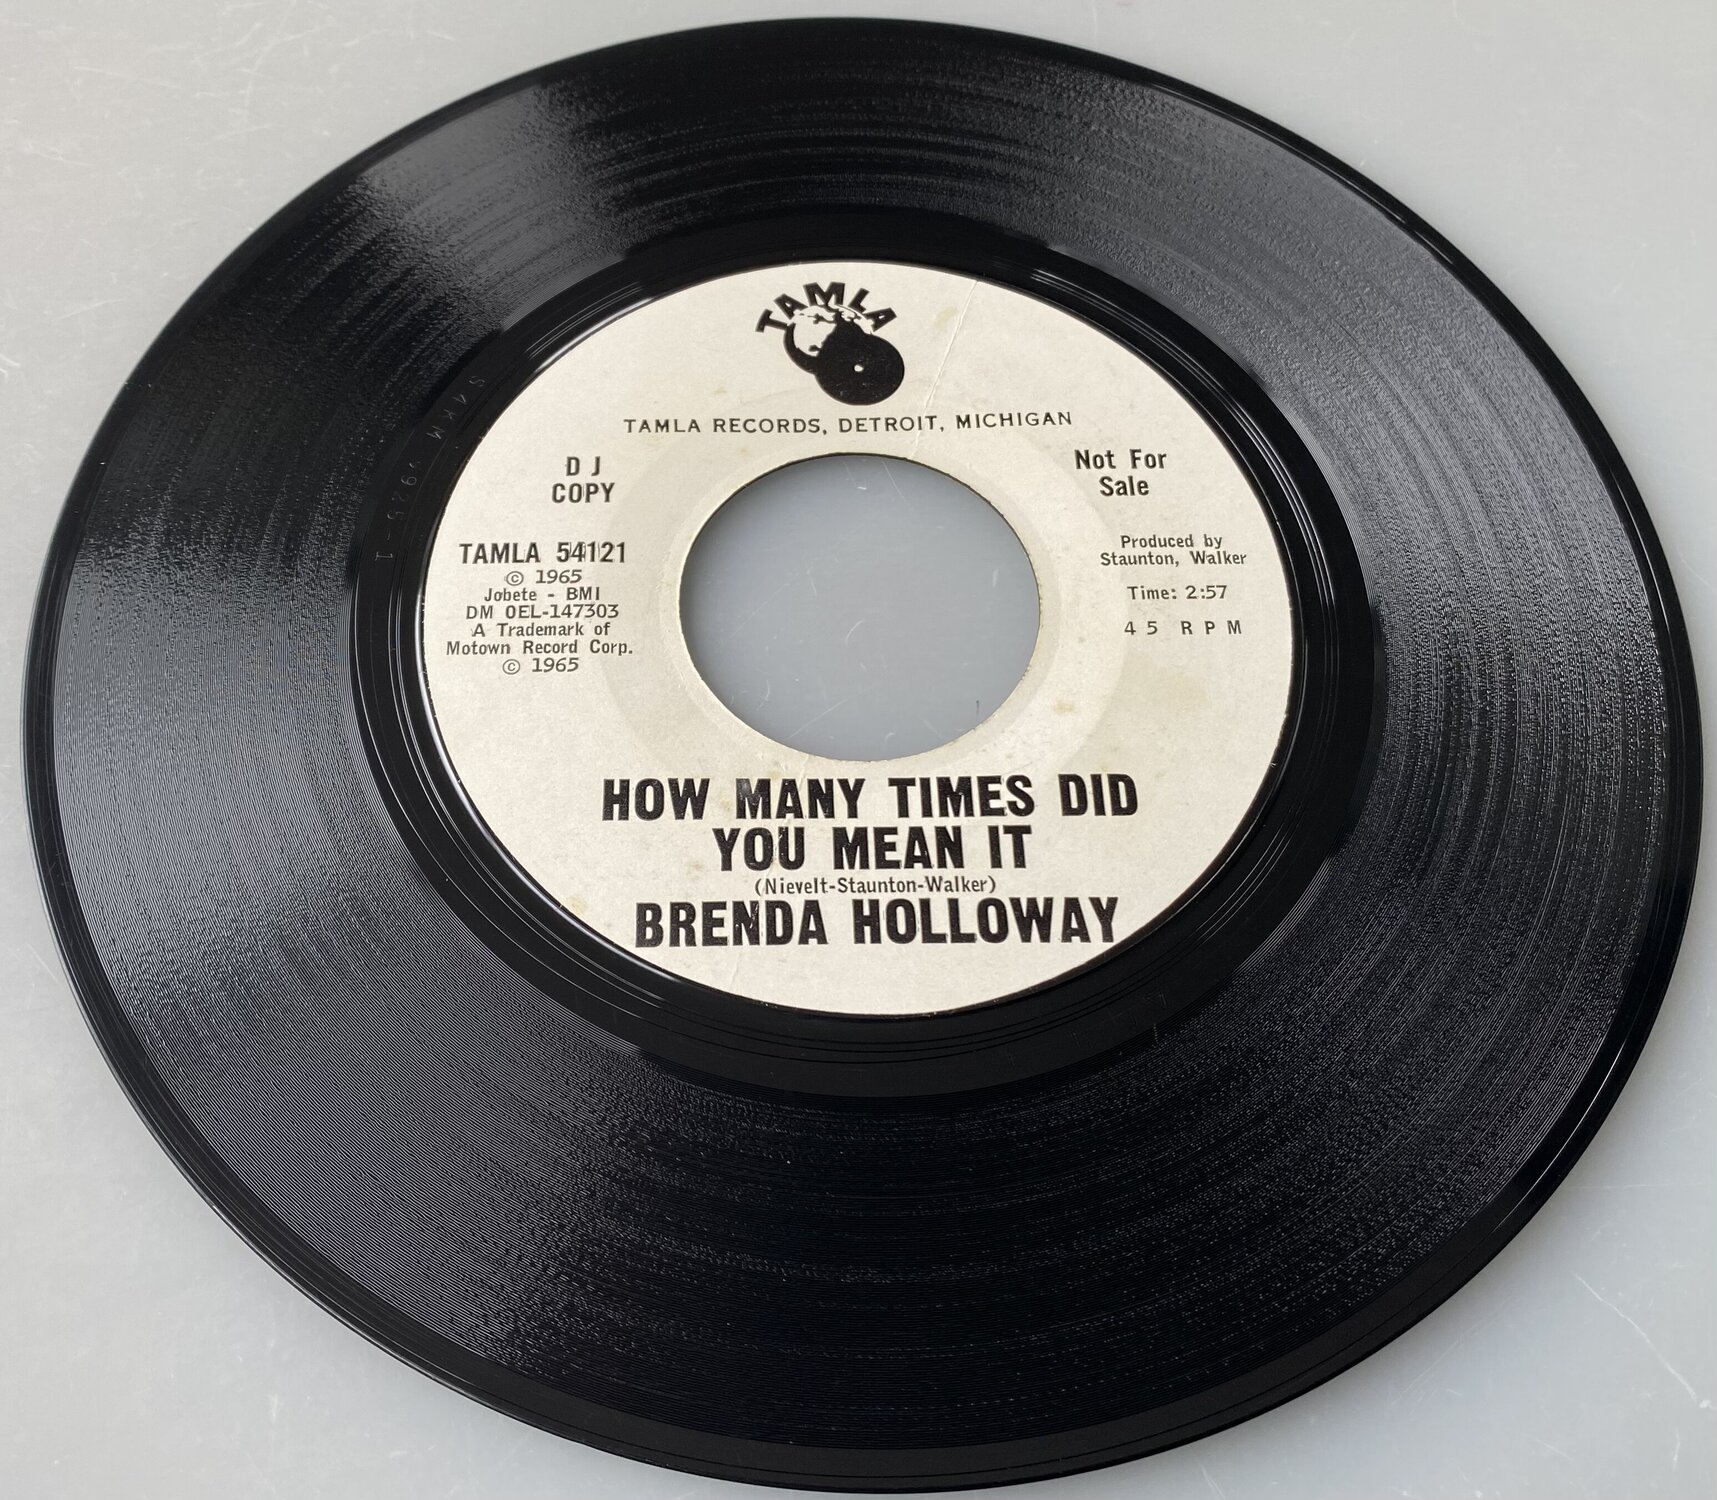 TAMLA
TAMLA RECORDS, DETROIT, MICHIGAN
D J
COPY
Not For
Sale
TAMLA 54121
© 1965
Jobete - BMI
DM OEL-147303
A Trademark of
Motown Record Corp.
© 1965
Produced by
Staunton, Walker
Time: 2:57
45 RPM
HOW MANY TIMES DID
YOU MEAN IT
(Nievelt-Staunton-Walker)
BRENDA HOLLOWAY